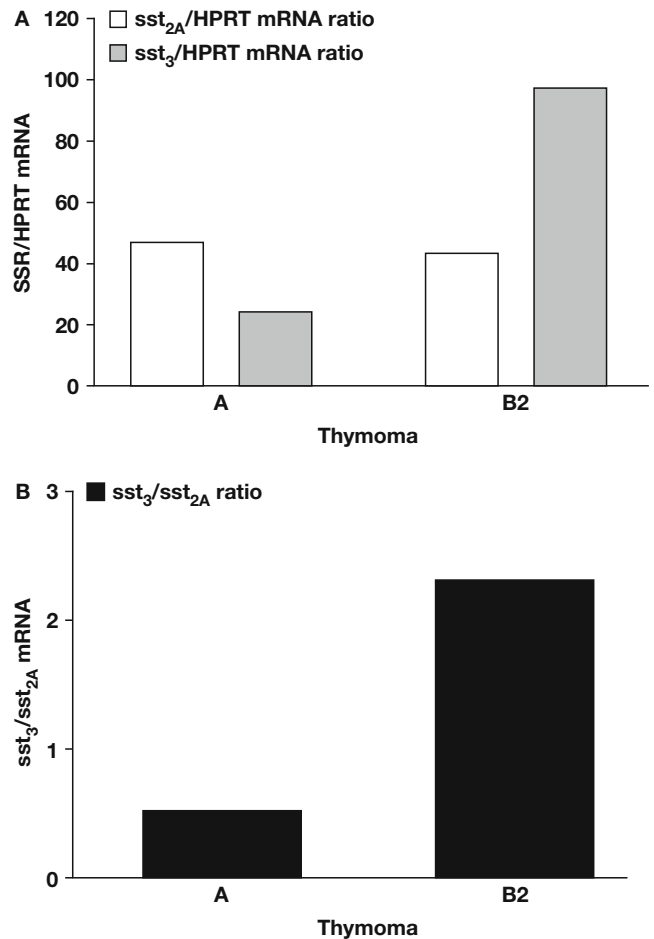 A
sst2A/HPRT mRNA ratio
sst3/HPRT mRNA ratio
SSR/HPRT mRNA
120
100
80
60
40
20
0
A B2
Thymoma
B
sst3/sst2A ratio
sst3/sst2A mRNA
3
2
1
0
A B2
Thymoma